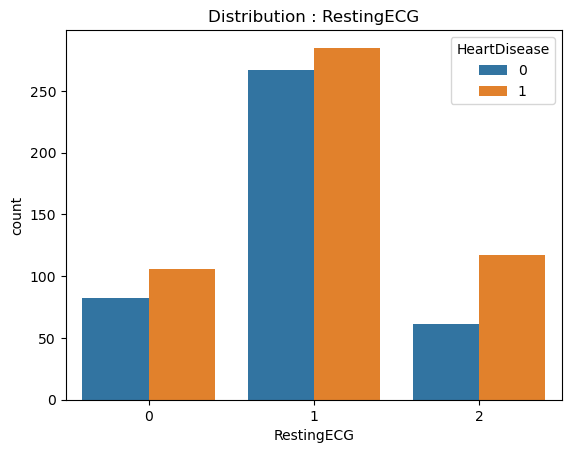 Distribution : RestingECG
HeartDisease
0
1
250
200
150
100
50
0
count
0 1 2
RestingECG